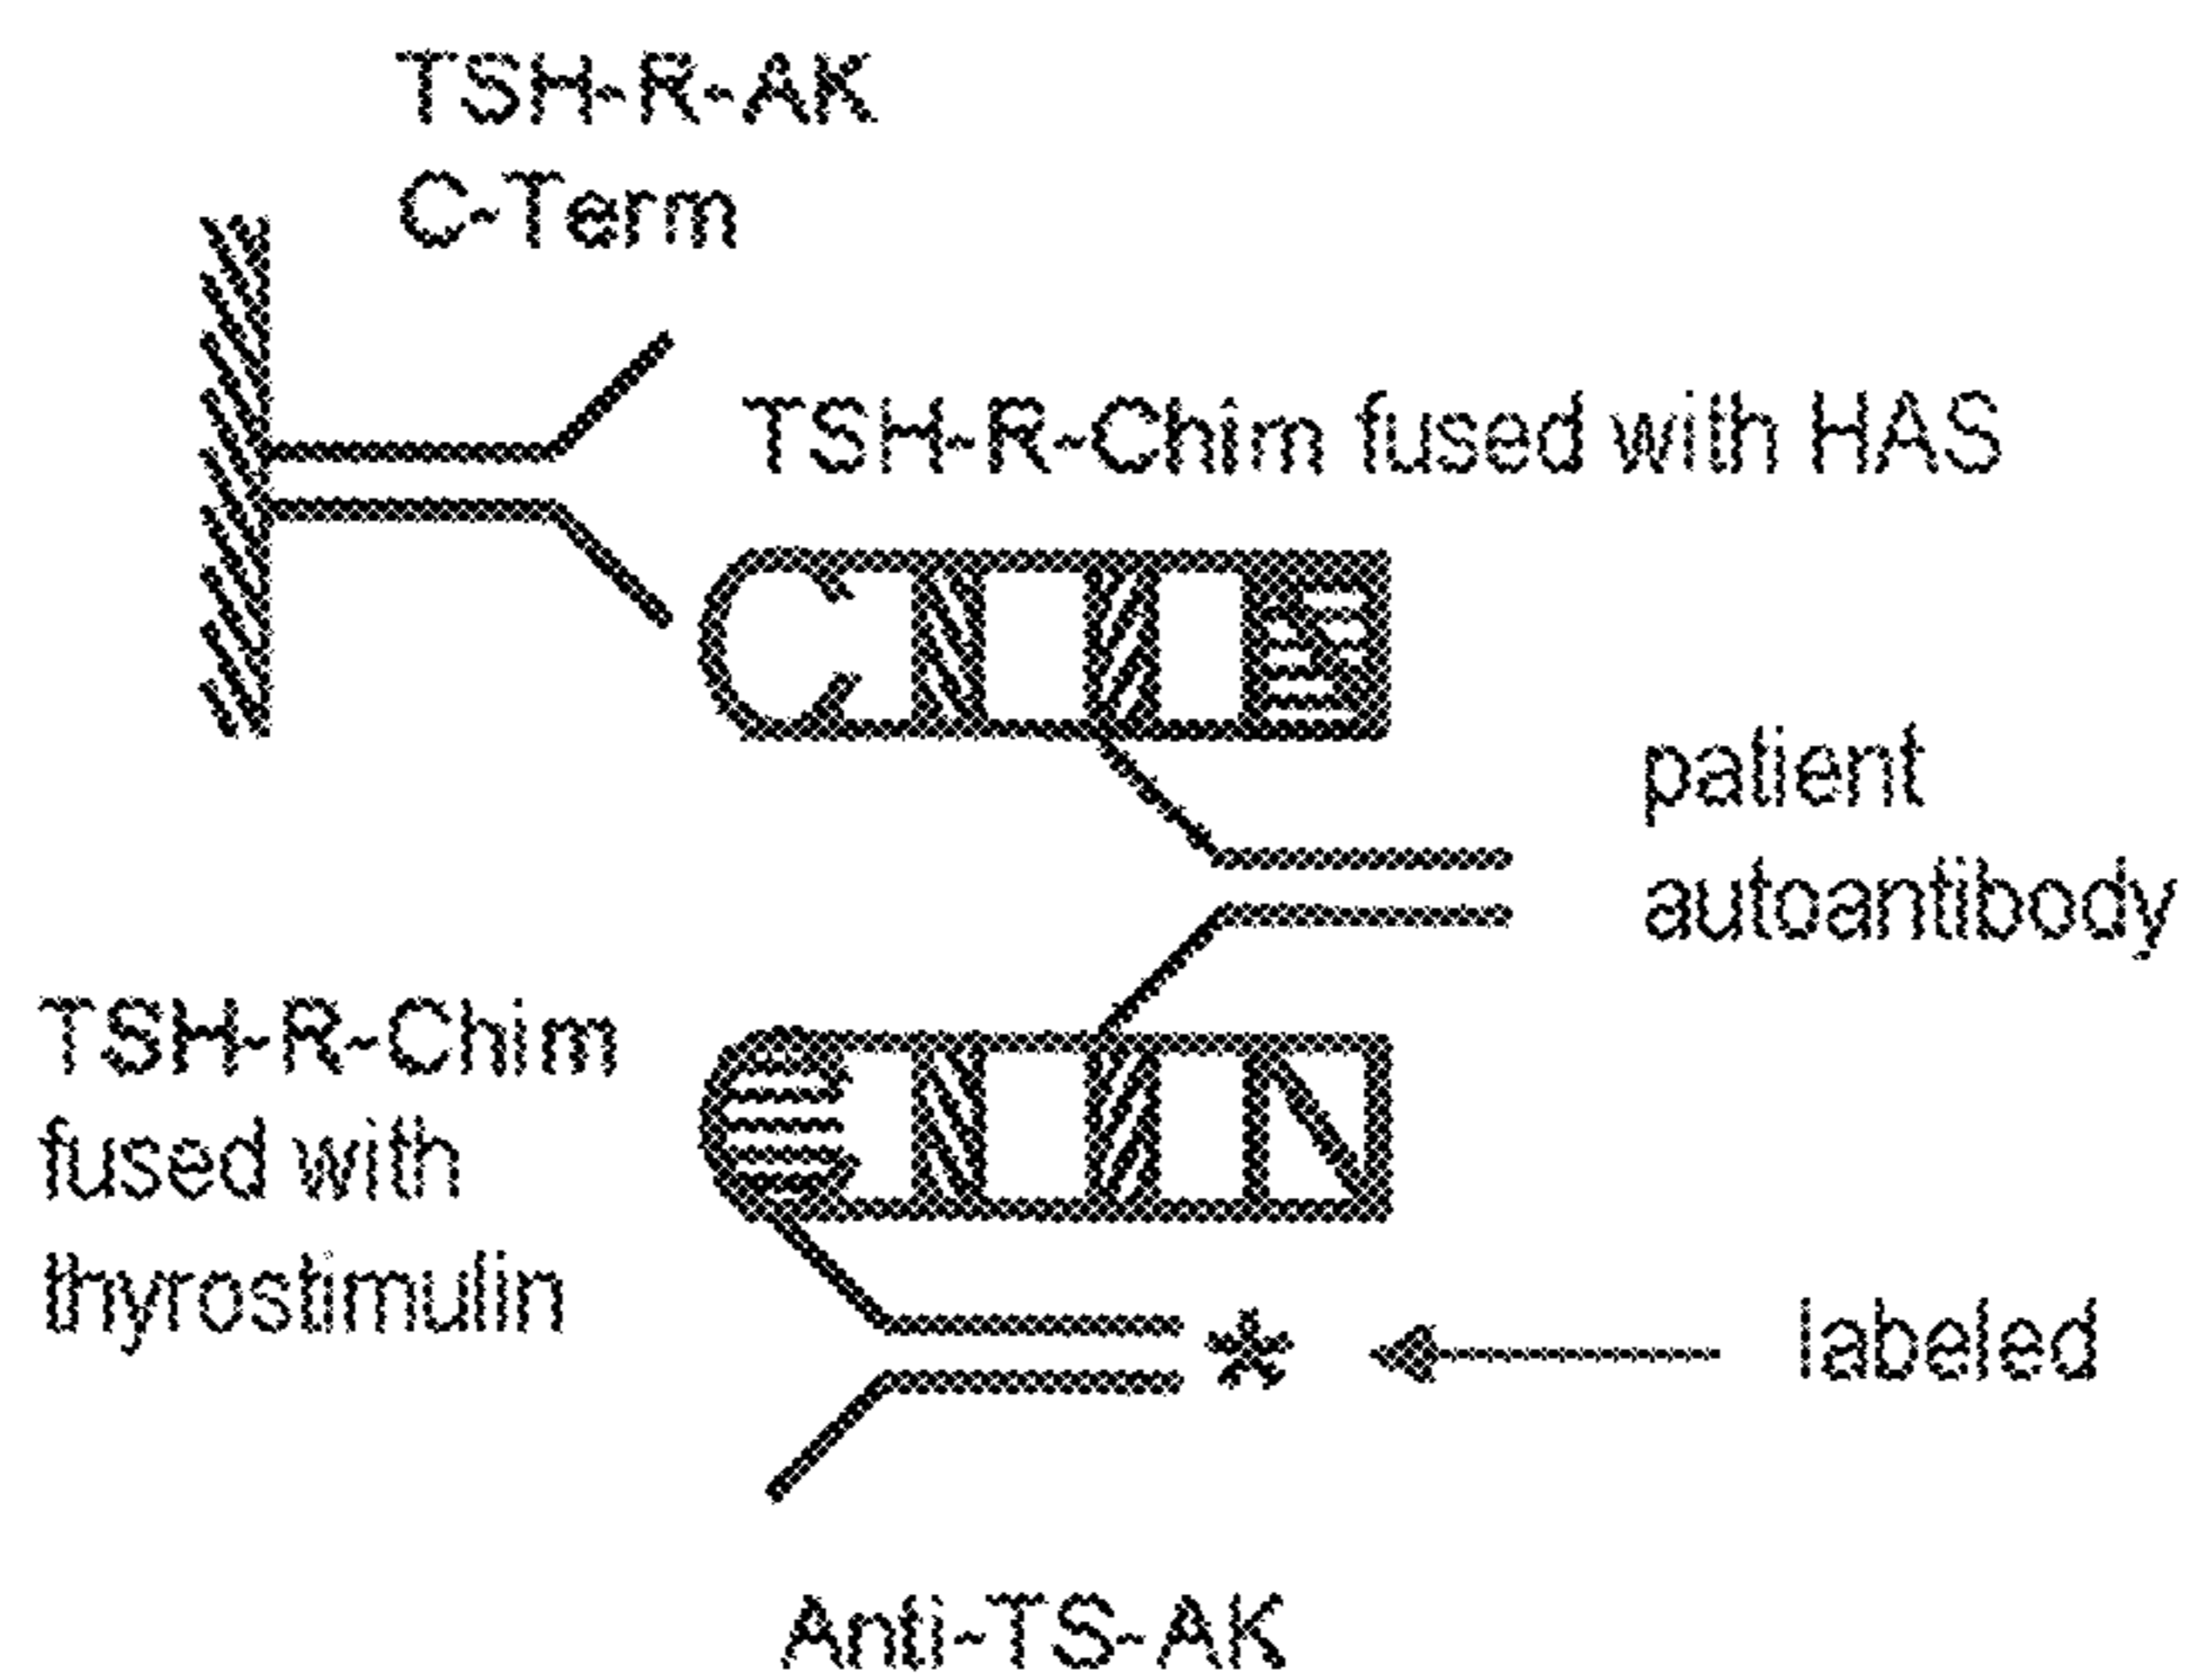 TSH-R-AK
C-Term
TSH-R-Chim fused with HAS
patient
autoantibody
TSH-R-Chim
fused with
thyrostimulin
labeled
*
Anti-TS-AK